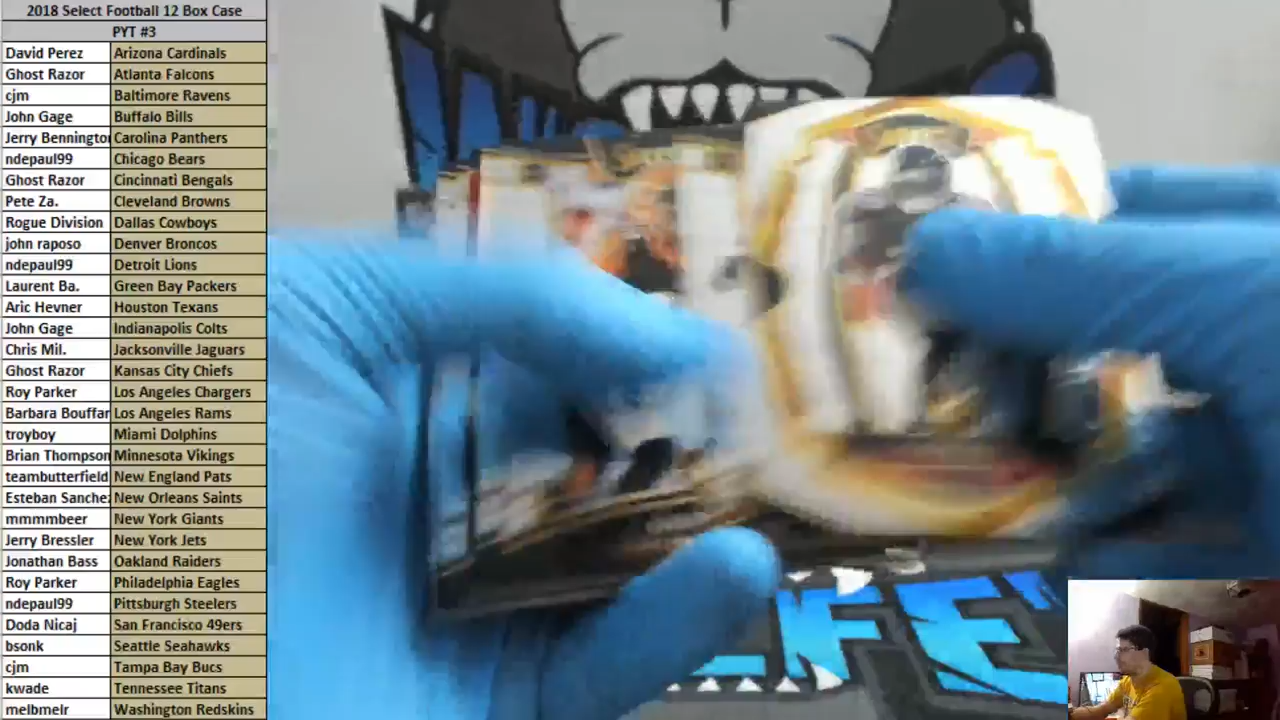 2018 Select Football 12 Box Case
PYT #3
David Perez Arizona Cardinals
Ghost Razor Atlanta Falcons
cjm Baltimore Ravens
John Gage Buffalo Bills
Jerry Benningtor Carolina Panthers
ndepaul99 Chicago Bears
Ghost Razor Cincinnati Bengals
Pete Za. Cleveland Browns
Rogue Division Dallas Cowboys
john raposo Denver Broncos
ndepaul99 Detroit Lions
Laurent Ba. Green Bay Packers
Aric Hevner Houston Texans
John Gage Indianapolis Colts
Chris Mil. Jacksonville Jaguars
Ghost Razor Kansas City Chiefs
Roy Parker Los Angeles Chargers
Barbara Bouffar Los Angeles Rams
troyboy Miami Dolphins
Brian Thompson Minnesota Vikings
teambutterfield New England Pats
Esteban Sanchez New Orleans Saints
mmmmbeer New York Giants
Jerry Bressler New York Jets
Jonathan Bass Oakland Raiders
Roy Parker Philadelphia Eagles
ndepaul99 Pittsburgh Steelers
Doda Nicaj San Francisco 49ers
bsonk Seattle Seahawks
cjm Tampa Bay Bucs
kwade Tennessee Titans
melbmelr Washington Redskins